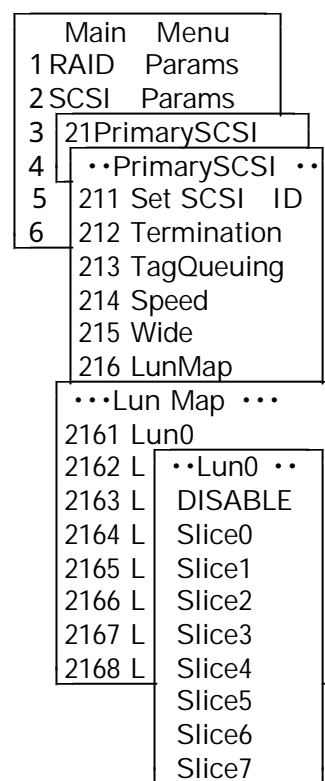 Main Menu
1 RAID Params
2 SCSI Params
3 21PrimarySCSI
4 ··PrimarySCSI ··
5 211 Set SCSI ID
6 212 Termination
213 TagQueuing
214 Speed
215 Wide
216 LunMap
···Lun Map ···
2161 Lun0
2162 L ··Lun0 ··
2163 L DISABLE
2164 L Slice0
2165 L Slice1
2166 L Slice2
2167 L Slice3
2168 L Slice4
Slice5
Slice6
Slice7